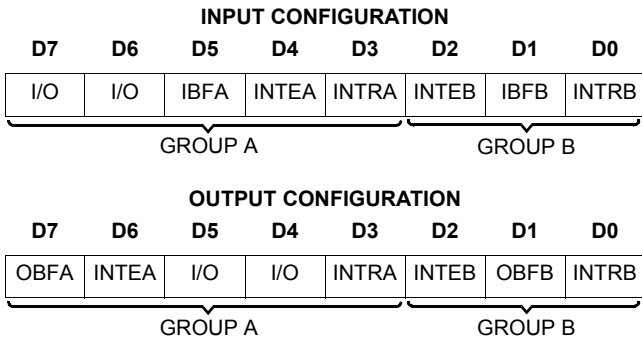 INPUT CONFIGURATION
D7 D6 D5 D4 D3 D2 D1 D0
I/O I/O IBFA INTEA INTRA INTEB IBFB INTRB
GROUP A GROUP B
OUTPUT CONFIGURATION
D7 D6 D5 D4 D3 D2 D1 D0
OBFA INTEA I/O I/O INTRA INTEB OBFB INTRB
GROUP A GROUP B